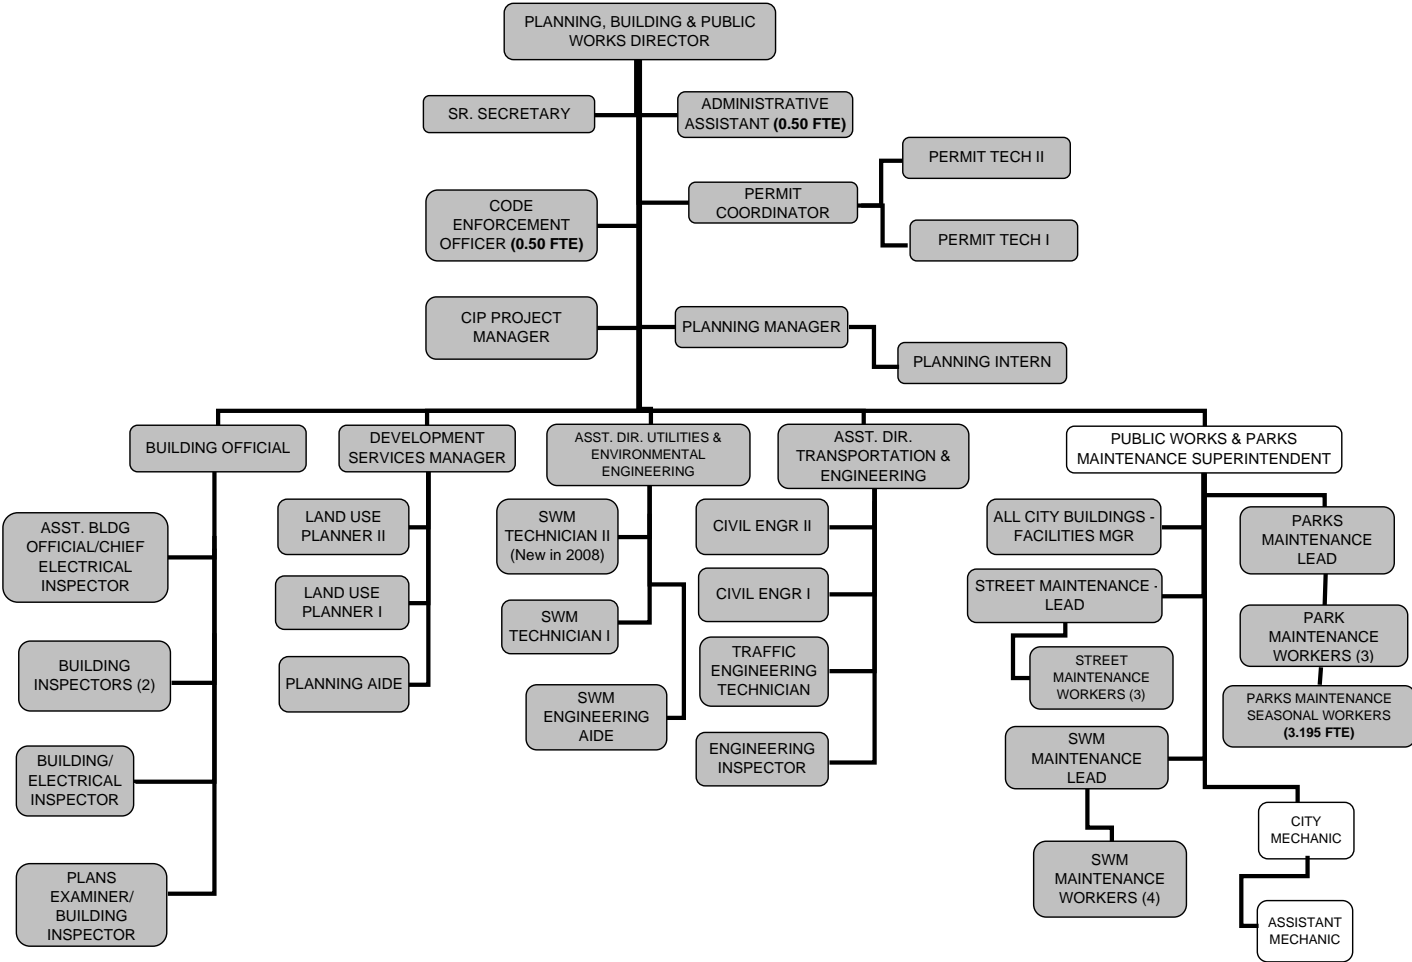 PLANNING, BUILDING & PUBLIC
WORKS DIRECTOR
SR. SECRETARY
ADMINISTRATIVE
ASSISTANT (0.50 FTE)
PERMIT TECH II
CODE
ENFORCEMENT
OFFICER (0.50 FTE)
PERMIT
COORDINATOR
PERMIT TECH I
CIP PROJECT
MANAGER
PLANNING MANAGER
PLANNING INTERN
BUILDING OFFICIAL
DEVELOPMENT
SERVICES MANAGER
ASST. DIR. UTILITIES &
ENVIRONMENTAL
ENGINEERING
ASST. DIR.
TRANSPORTATION &
ENGINEERING
PUBLIC WORKS & PARKS
MAINTENANCE SUPERINTENDENT
ASST. BLDG
OFFICIAL/CHIEF
ELECTRICAL
INSPECTOR
BUILDING
INSPECTORS (2)
BUILDING/
ELECTRICAL
INSPECTOR
PLANS
EXAMINER/
BUILDING
INSPECTOR
LAND USE
PLANNER II
LAND USE
PLANNER I
PLANNING AIDE
SWM
TECHNICIAN II
(New in 2008)
SWM
TECHNICIAN I
SWM
ENGINEERING
AIDE
CIVIL ENGR II
CIVIL ENGR I
TRAFFIC
ENGINEERING
TECHNICIAN
ENGINEERING
INSPECTOR
ALL CITY BUILDINGS -
FACILITIES MGR
STREET MAINTENANCE -
LEAD
STREET
MAINTENANCE
WORKERS (3)
SWM
MAINTENANCE
LEAD
SWM
MAINTENANCE
WORKERS (4)
PARKS
MAINTENANCE
LEAD
PARK
MAINTENANCE
WORKERS (3)
PARKS MAINTENANCE
SEASONAL WORKERS
(3.195 FTE)
CITY
MECHANIC
ASSISTANT
MECHANIC